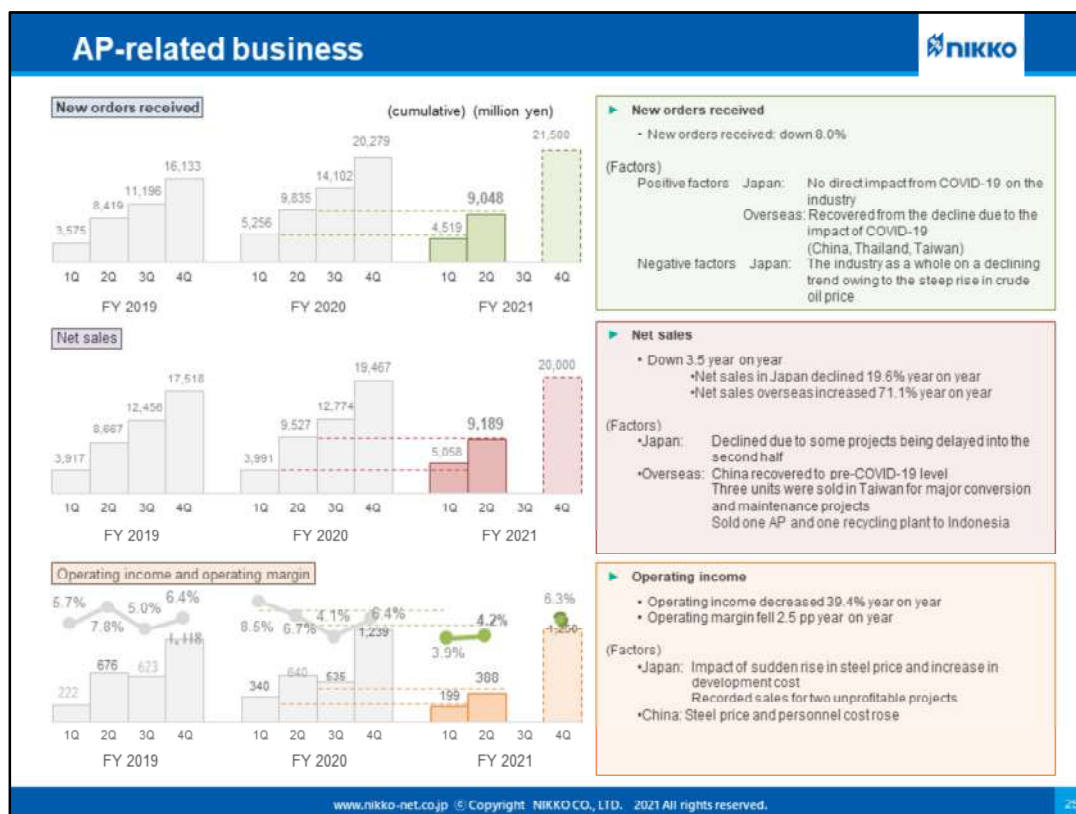 AP-related business
NIKKO
New orders received
(cumulative) (million yen)
3,575
8,419
11,196
16,133
5,256
9,835
14,102
20,279
4,519
9,048
21,500
1Q 2Q 3Q 4Q 1Q 2Q 3Q 4Q 1Q 2Q 3Q 4Q
FY 2019 FY 2020 FY 2021
► New orders received
- New orders received: down 8.0%
(Factors)
Positive factors Japan: No direct impact from COVID-19 on the
industry
Overseas: Recovered from the decline due to the
impact of COVID-19
(China, Thailand, Taiwan)
Negative factors Japan: The industry as a whole on a declining
trend owing to the steep rise in crude
oil price
Net sales
3,917
8,667
12,456
17,518
3,991
9,527
12,774
19,467
5,058
9,189
20,000
1Q 2Q 3Q 4Q 1Q 2Q 3Q 4Q 1Q 2Q 3Q 4Q
FY 2019 FY 2020 FY 2021
► Net sales
• Down 3.5 year on year
•Net sales in Japan declined 19.6% year on year
•Net sales overseas increased 71.1% year on year
(Factors)
•Japan: Declined due to some projects being delayed into the
second half
•Overseas: China recovered to pre-COVID-19 level
Three units were sold in Taiwan for major conversion
and maintenance projects
Sold one AP and one recycling plant to Indonesia
Operating income and operating margin
5.7%
7.8%
5.0%
6.4%
222
676
623
1,118
8.5%
6.7%
4.1%
6.4%
340
640
535
1,239
3.9%
4.2%
199
388
6.3%
1Q 2Q 3Q 4Q 1Q 2Q 3Q 4Q 1Q 2Q 3Q 4Q
FY 2019 FY 2020 FY 2021
► Operating income
• Operating income decreased 39.4% year on year
• Operating margin fell 2.5 pp year on year
(Factors)
•Japan: Impact of sudden rise in steel price and increase in
development cost
Recorded sales for two unprofitable projects
•China: Steel price and personnel cost rose
www.nikko-net.co.jp © Copyright NIKKO CO., LTD. 2021 All rights reserved.